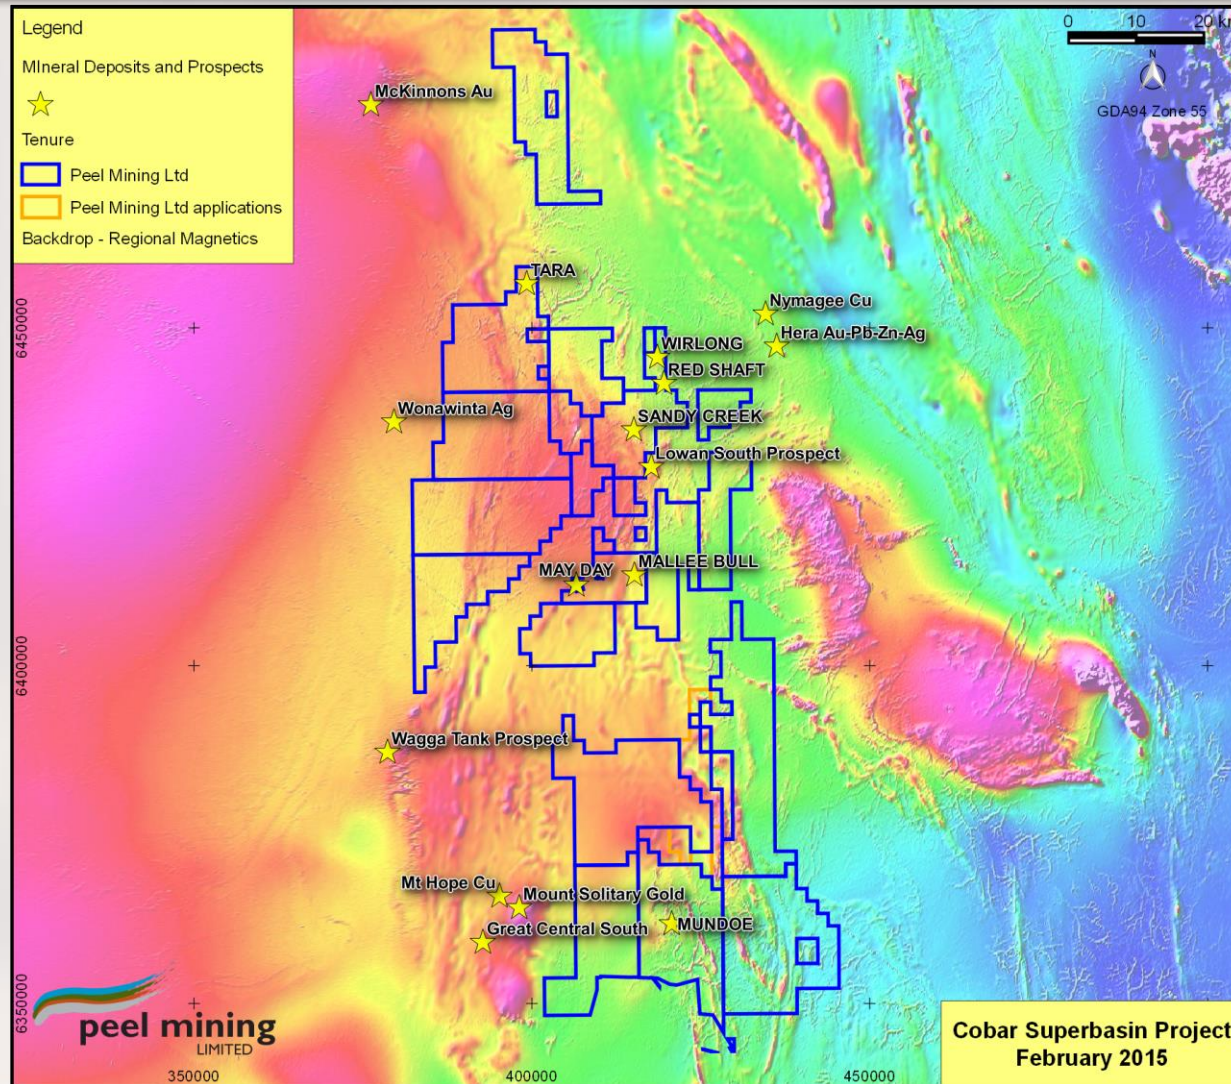 Legend
MIneral Deposits and Prospects
Tenure
Peel Mining Ltd
Peel Mining Ltd applications
Backdrop - Regional Magnetics
0 10 20 km
N
GDA94 Zone 55
McKinnons Au
TARA
Nymagee Cu
Hera Au-Pb-Zn-Ag
WIRLONG
RED SHAFT
Wonawinta Ag
SANDY CREEK
Lowan South Prospect
MAY DAY
MALLEE BULL
Wagga Tank Prospect
Mt Hope Cu
Mount Solitary Gold
Great Central South
MUNDOE
6450000
6400000
6350000
350000
400000
450000
peel mining
LIMITED
Cobar Superbasin Project
February 2015